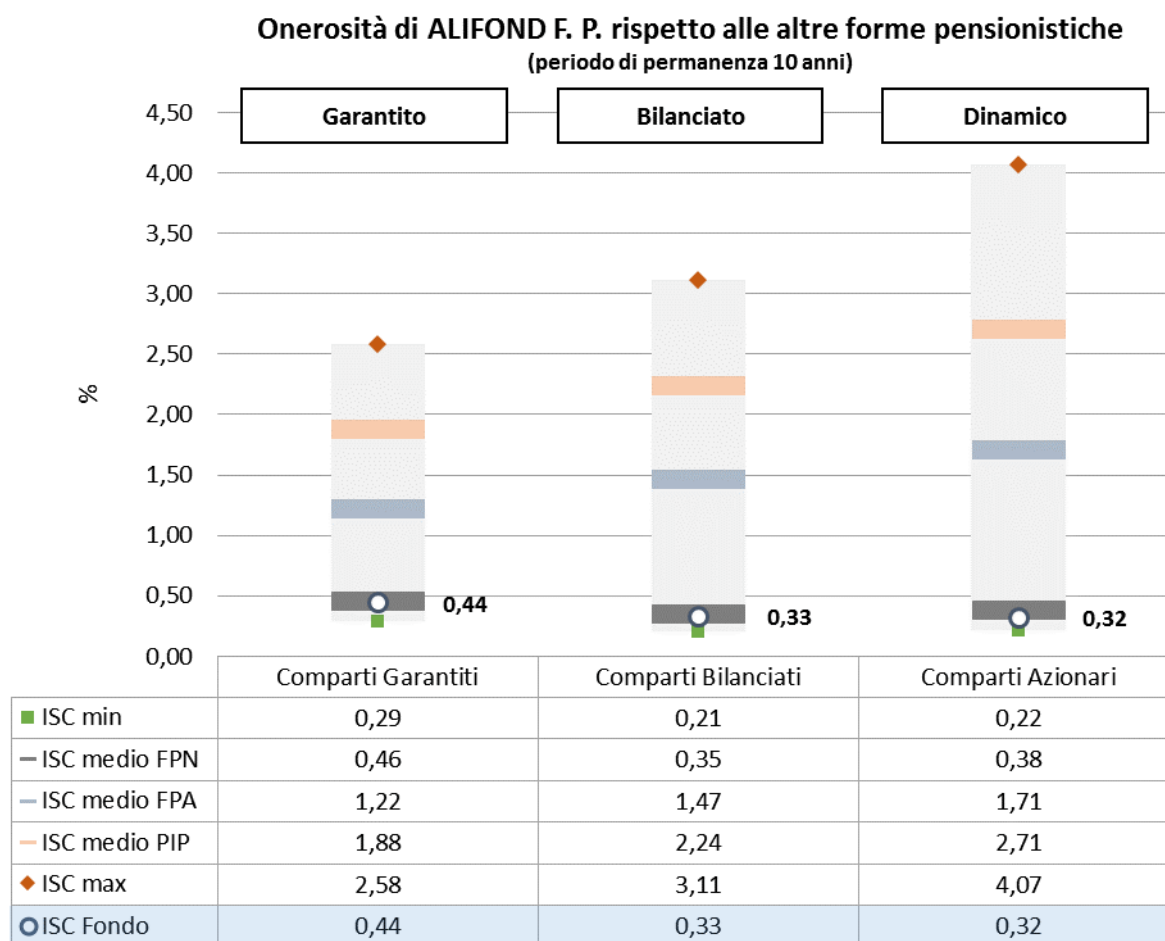 Onerosità di ALIFOND F. P. rispetto alle altre forme pensionistiche
(periodo di permanenza 10 anni)
Garantito Bilanciato Dinamico
4,50
4,00
3,50
3,00
2,50
2,00
1,50
1,00
0,50
0,00
%
0,44 0,33 0,32
Comparti Garantiti Comparti Bilanciati Comparti Azionari
ISC min 0,29 0,21 0,22
ISC medio FPN 0,46 0,35 0,38
ISC medio FPA 1,22 1,47 1,71
ISC medio PIP 1,88 2,24 2,71
ISC max 2,58 3,11 4,07
ISC Fondo 0,44 0,33 0,32